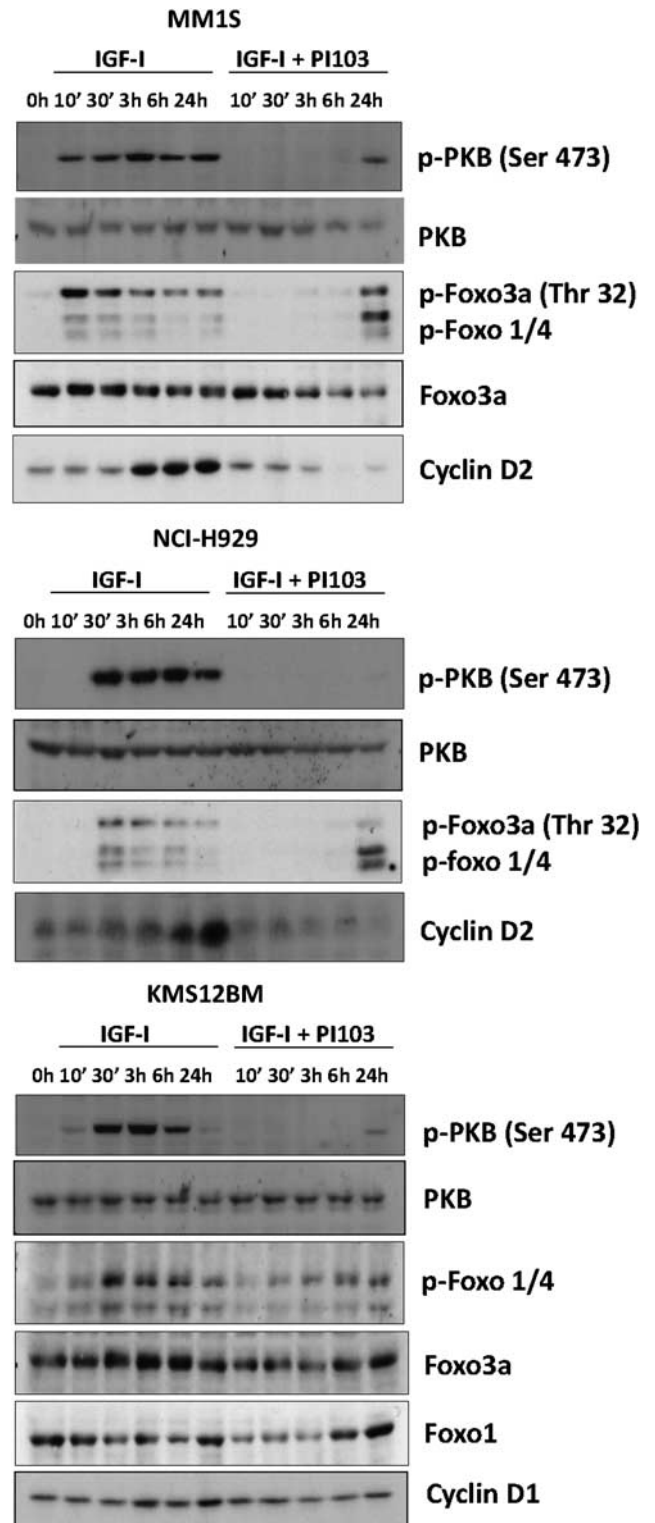 MM1S
IGF-I IGF-I + PI103
0h 10' 30' 3h 6h 24h 10' 30' 3h 6h 24h
p-PKB (Ser 473)
PKB
p-Foxo3a (Thr 32)
p-Foxo 1/4
Foxo3a
Cyclin D2
NCI-H929
IGF-I IGF-I + PI103
0h 10' 30' 3h 6h 24h 10' 30' 3h 6h 24h
p-PKB (Ser 473)
PKB
p-Foxo3a (Thr 32)
p-foxo 1/4
Cyclin D2
KMS12BM
IGF-I IGF-I + PI103
0h 10' 30' 3h 6h 24h 10' 30' 3h 6h 24h
p-PKB (Ser 473)
PKB
p-Foxo 1/4
Foxo3a
Foxo1
Cyclin D1